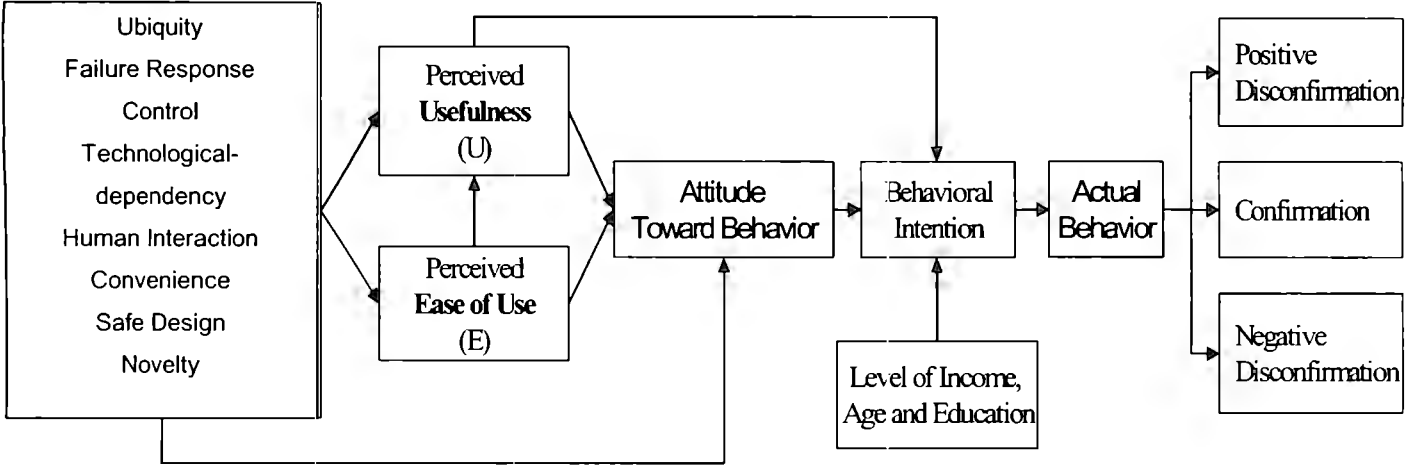 Ubiquity
Failure Response
Control
Technological-
dependency
Human Interaction
Convenience
Safe Design
Novelty
Perceived
Usefulness
(U)
Perceived
Ease of Use
(E)
Attitude
Toward Behavior
Behavioral
Intention
Level of Income,
Age and Education
Actual
Behavior
Positive
Disconfirmation
Confirmation
Negative
Disconfirmation